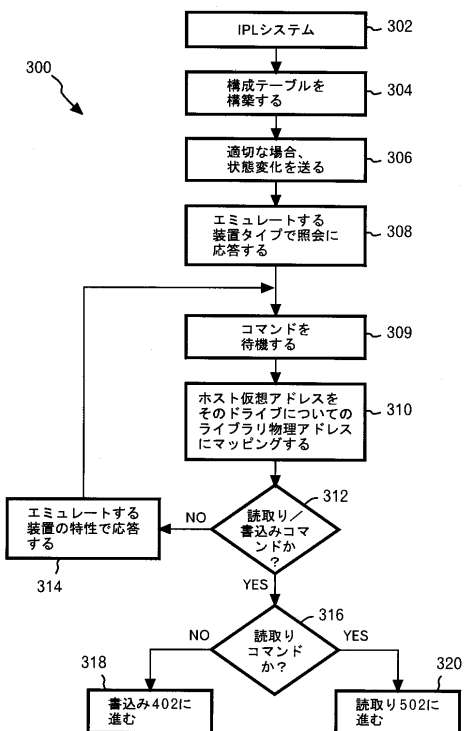 300
IPLシステム
302
構成テーブルを
構築する
304
適切な場合、
状態変化を送る
306
エミュレートする
装置タイプで照会に
応答する
308
コマンドを
待機する
309
ホスト仮想アドレスを
そのドライブについての
ライブラリ物理アドレス
にマッピングする
310
312
読取り／
書込みコマ
ンドか
？
NO
エミュレートする
装置の特性で応答
する
314
YES
316
読取り
コマンド
か？
NO
YES
318
書込み402に
進む
320
読取り502に
進む